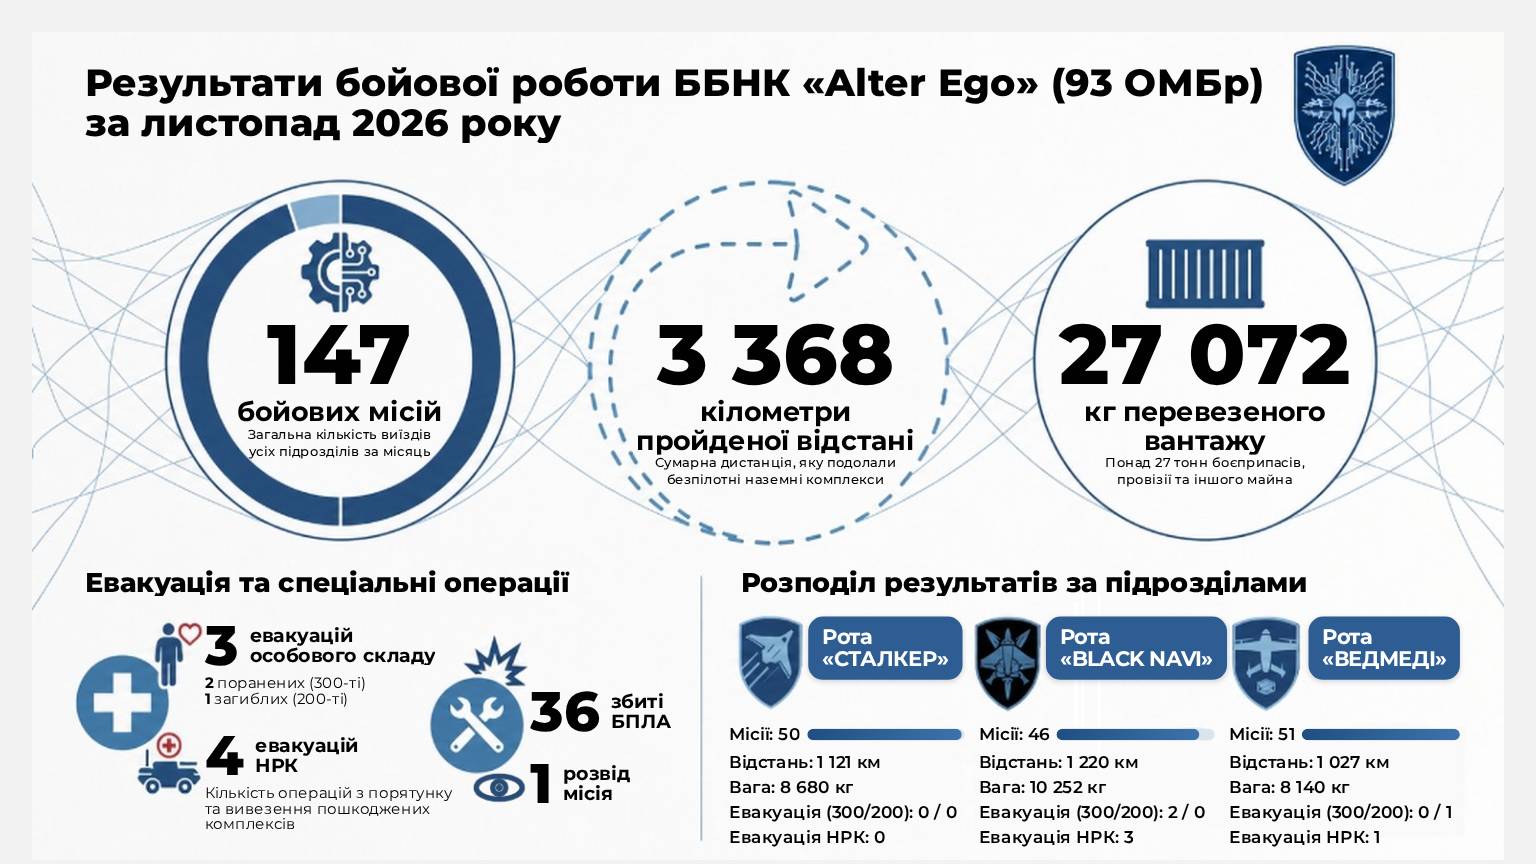 Результати бойової роботи ББНК «Alter Ego» (93 ОМБр)
за листопад 2026 року
147
бойових місій
Загальна кількість виїздів
усіх підрозділів за місяць
3 368
кілометри
пройденої відстані
Сумарна дистанція, яку подолали
безпілотні наземні комплекси
27 072
кг перевезеного
вантажу
Понад 27 тонн боєприпасів,
провізії та іншого майна
Евакуація та спеціальні операції
3 евакуацій
особового складу
2 поранених (300-ті)
1 загиблих (200-ті)
4 евакуацій
НРК
Кількість операцій з порятунку
та вивезення пошкоджених
комплексів
36 збиті
БПЛА
1 розвід
місія
Розподіл результатів за підрозділами
Рота
«СТАЛКЕР»
Місії: 50
Відстань: 1 121 км
Вага: 8 680 кг
Евакуація (300/200): 0 / 0
Евакуація НРК: 0
Рота
«BLACK NAVI»
Місії: 46
Відстань: 1 220 км
Вага: 10 252 кг
Евакуація (300/200): 2 / 0
Евакуація НРК: 3
Рота
«ВЕДМЕДІ»
Місії: 51
Відстань: 1 027 км
Вага: 8 140 кг
Евакуація (300/200): 0 / 1
Евакуація НРК: 1